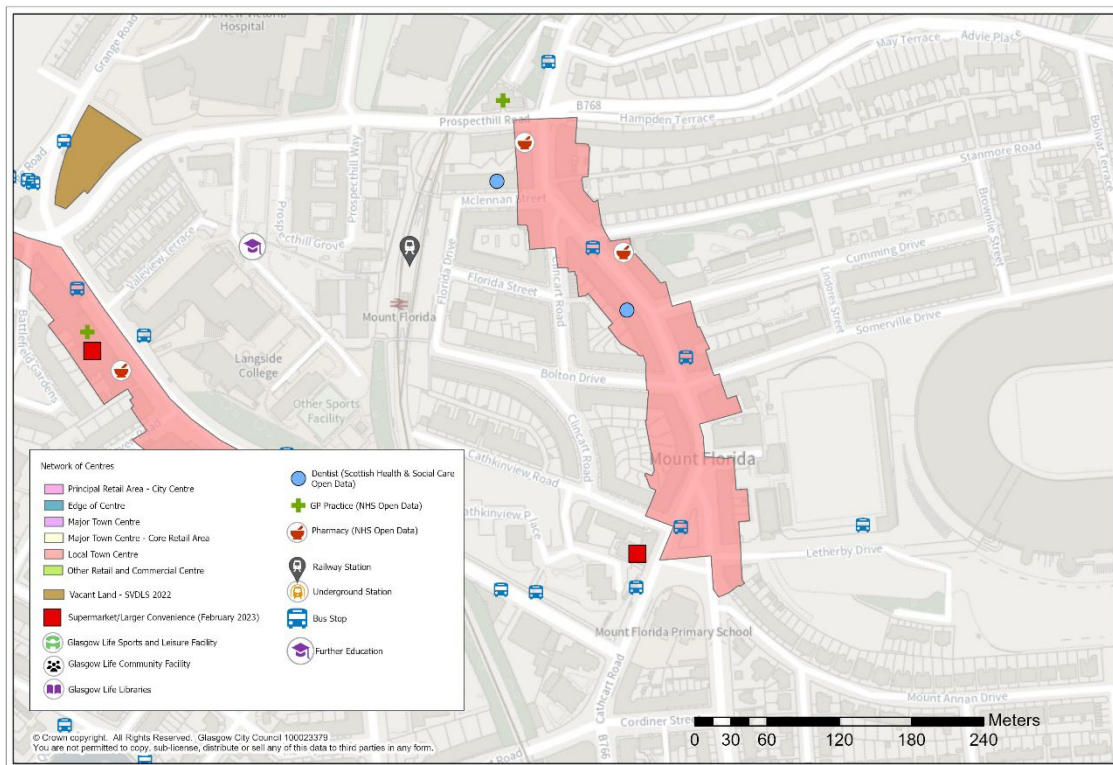 The New Victoria
Hospital
Grange Road
Road
May Terrace
Advie Place
B768
Prospecthill Road
Hampden Terrace
Bolivar Terrace
Stanmore Road
Prospecthill Way
Mclennan Street
Brownlie Street
Prospecthill Grove
Valeview Terrace
Florida Drive
Clincart Road
Cumming Drive
Florida Street
Lindores Street
Mount Florida
Somerville Drive
Battlefield Gardens
Langside
College
Bolton Drive
Other Sports
Facility
Clincart Road
Mount Florida
Cathkinview Road
Cathkinview Place
Letherby Drive
Mount Florida Primary School
Cathcart Road
Mount Annan Drive
Cordiner Street
B766
Network of Centres
Principal Retail Area - City Centre
Edge of Centre
Major Town Centre
Major Town Centre - Core Retail Area
Local Town Centre
Other Retail and Commercial Centre
Vacant Land - SVDLS 2022
Supermarket/Larger Convenience (February 2023)
Glasgow Life Sports and Leisure Facility
Glasgow Life Community Facility
Glasgow Life Libraries
Dentist (Scottish Health & Social Care
Open Data)
GP Practice (NHS Open Data)
Pharmacy (NHS Open Data)
Railway Station
Underground Station
Bus Stop
Further Education
Meters
0 30 60 120 180 240
© Crown copyright. All Rights Reserved. Glasgow City Council 100023379
You are not permitted to copy, sub-license, distribute or sell any of this data to third parties in any form.